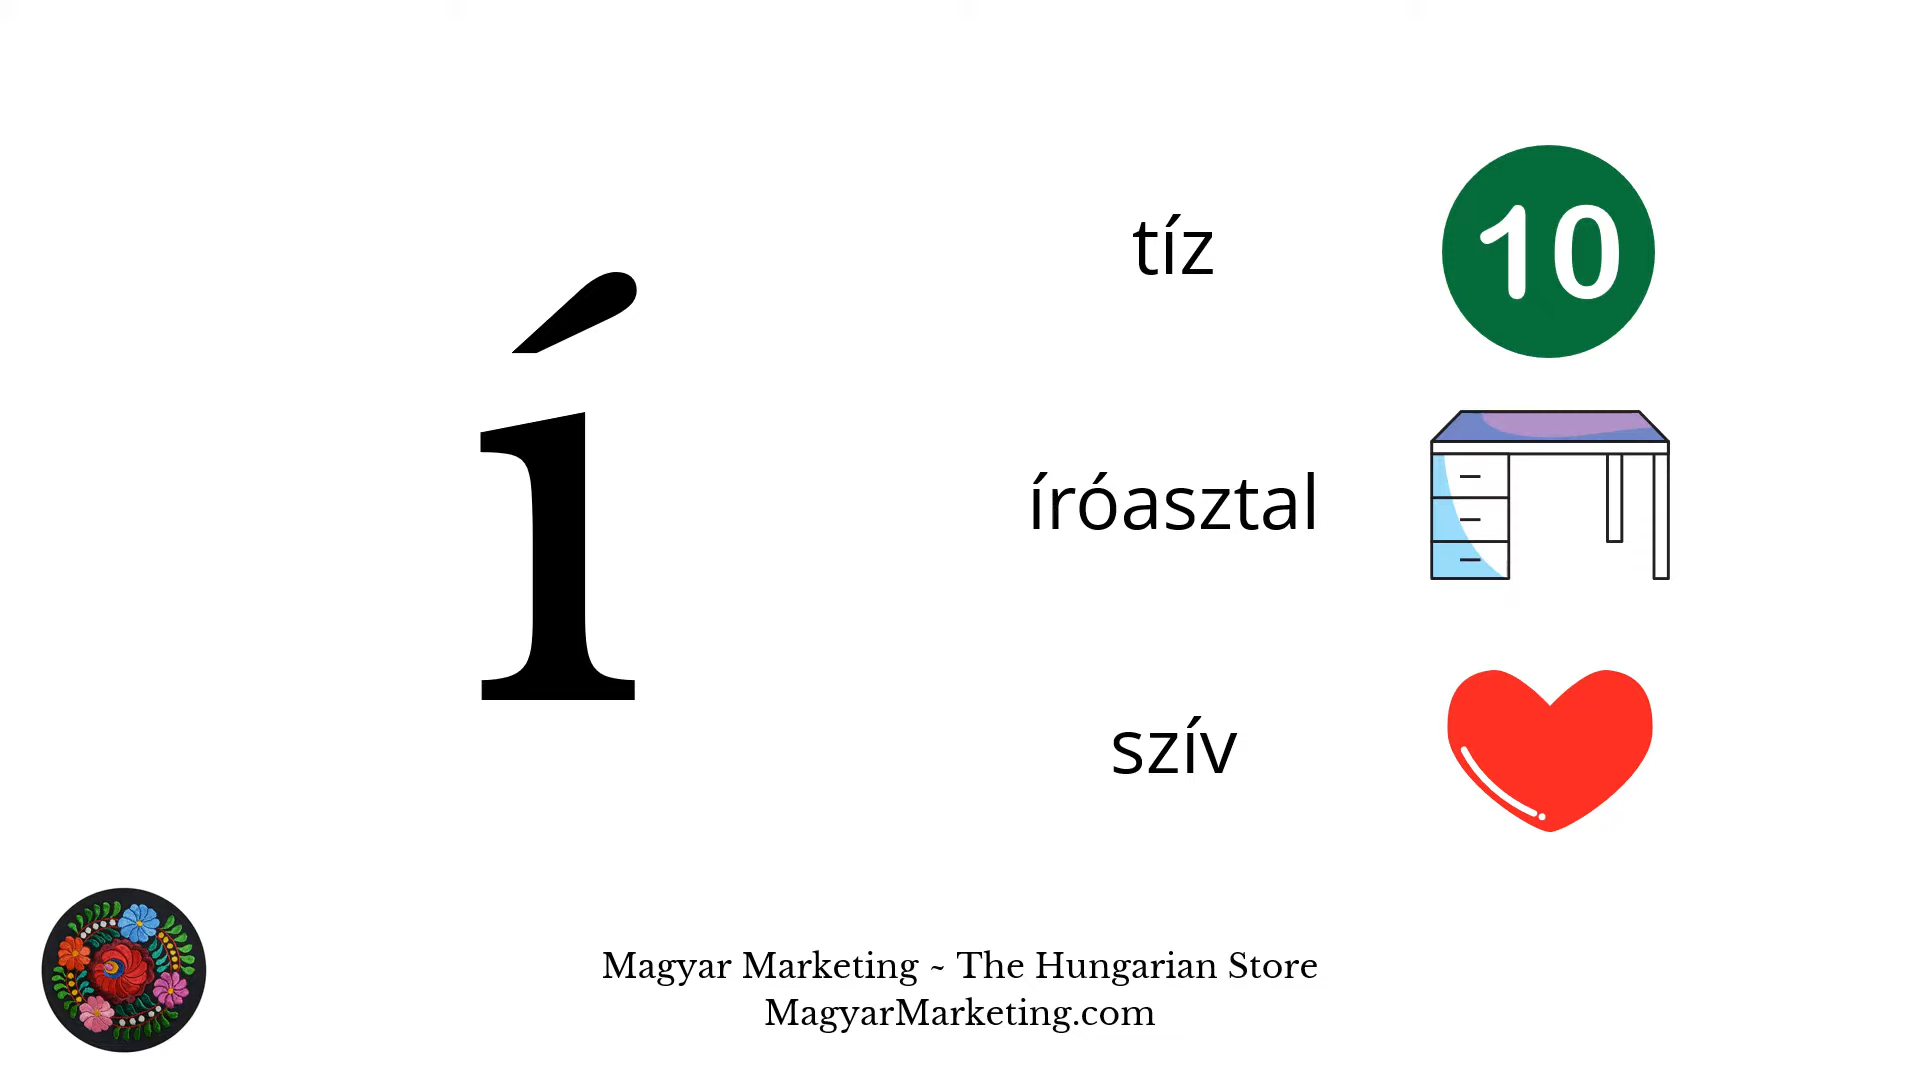 í
tíz
10
íróasztal
szív
Magyar Marketing ~ The Hungarian Store
MagyarMarketing.com